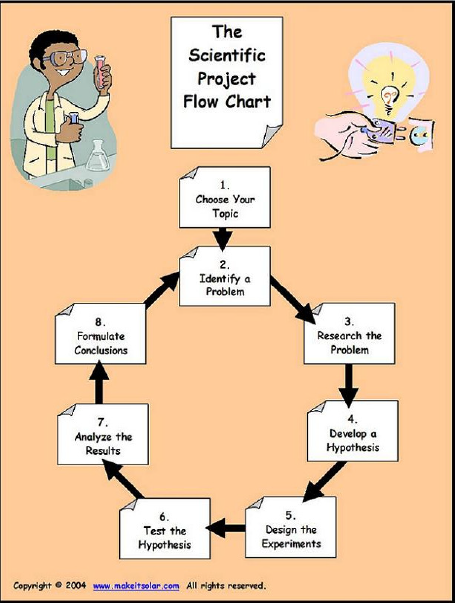 The
Scientific
Project
Flow Chart
1.
Choose Your
Topic
2.
Identify a
Problem
3.
Research the
Problem
4.
Develop a
Hypothesis
5.
Design the
Experiments
6.
Test the
Hypothesis
7.
Analyze the
Results
8.
Formulate
Conclusions
Copyright © 2004 www.makeitsolar.com All rights reserved.